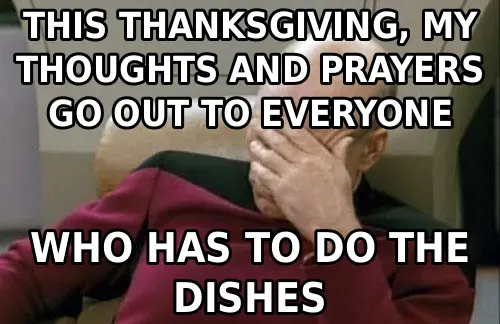 THIS THANKSGIVING, MY
THOUGHTS AND PRAYERS
GO OUT TO EVERYONE
WHO HAS TO DO THE
DISHES